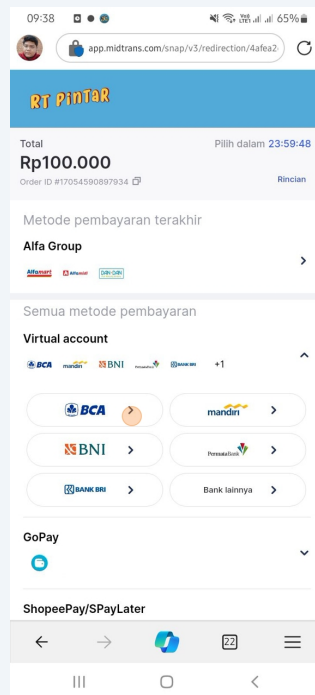 09:38 65%
app.midtrans.com/snap/v3/redirection/4afea2
RT PINTAR
Total Pilih dalam 23:59:48
Rp100.000
Order ID #17054590897934 Rincian
Metode pembayaran terakhir
Alfa Group
Alfamart Alfamidi DAN+DAN
Semua metode pembayaran
Virtual account
BCA mandiri BNI PermataBank BANK BRI +1
BCA mandiri
BNI PermataBank
BANK BRI Bank lainnya
GoPay
ShopeePay/SPayLater
22